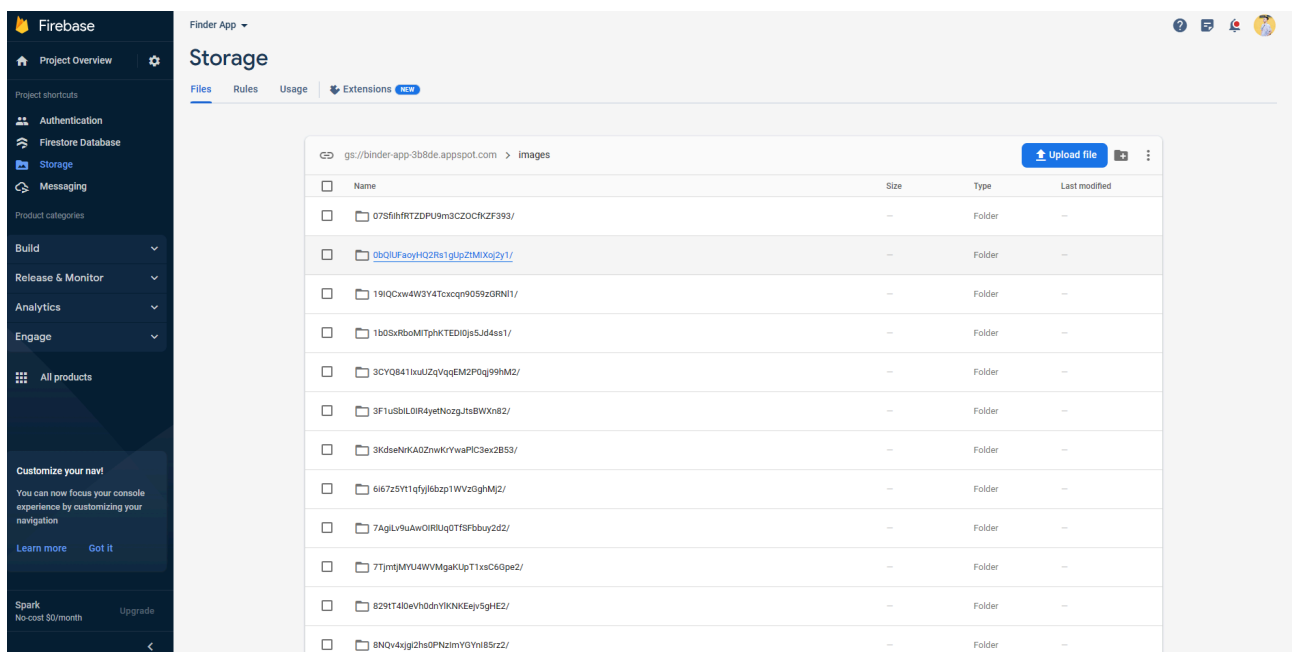 Firebase
Finder App
Project Overview
Storage
Project shortcuts
Files Rules Usage Extensions NEW
Authentication
Firestore Database
Storage
Messaging
gs://binder-app-3b8de.appspot.com > images
Upload file
Name Size Type Last modified
Product categories
07SfiIhfRTZDPU9m3CZOCfKZF393/ — Folder —
Build
0bQlUFaoyHQ2Rs1gUpZtMIXoj2y1/ — Folder —
Release & Monitor
19IQCxw4W3Y4Tcxcqn9059zGRNl1/ — Folder —
Analytics
1b0SxRboMITphKTEDI0js5Jd4ss1/ — Folder —
Engage
3CYQ841IxuUZqVqqEM2P0qj99hM2/ — Folder —
All products
3F1uSbIL0IR4yetNozgJtsBWXn82/ — Folder —
3KdseNrKA0ZnwKrYwaPlC3ex2B53/ — Folder —
Customize your nav!
You can now focus your console
experience by customizing your
navigation
6i67z5Yt1qfyjl6bzp1WVzGghMj2/ — Folder —
7AgiLv9uAwOIRlUq0TfSFbbuy2d2/ — Folder —
Learn more Got it
7TjmtjMYU4WVMgaKUpT1xsC6Gpe2/ — Folder —
Spark
No-cost $0/month
Upgrade
829tT4l0eVh0dnYlKNKEejv5gHE2/ — Folder —
8NQv4xjgi2hs0PNzImYGYnI85rz2/ — Folder —